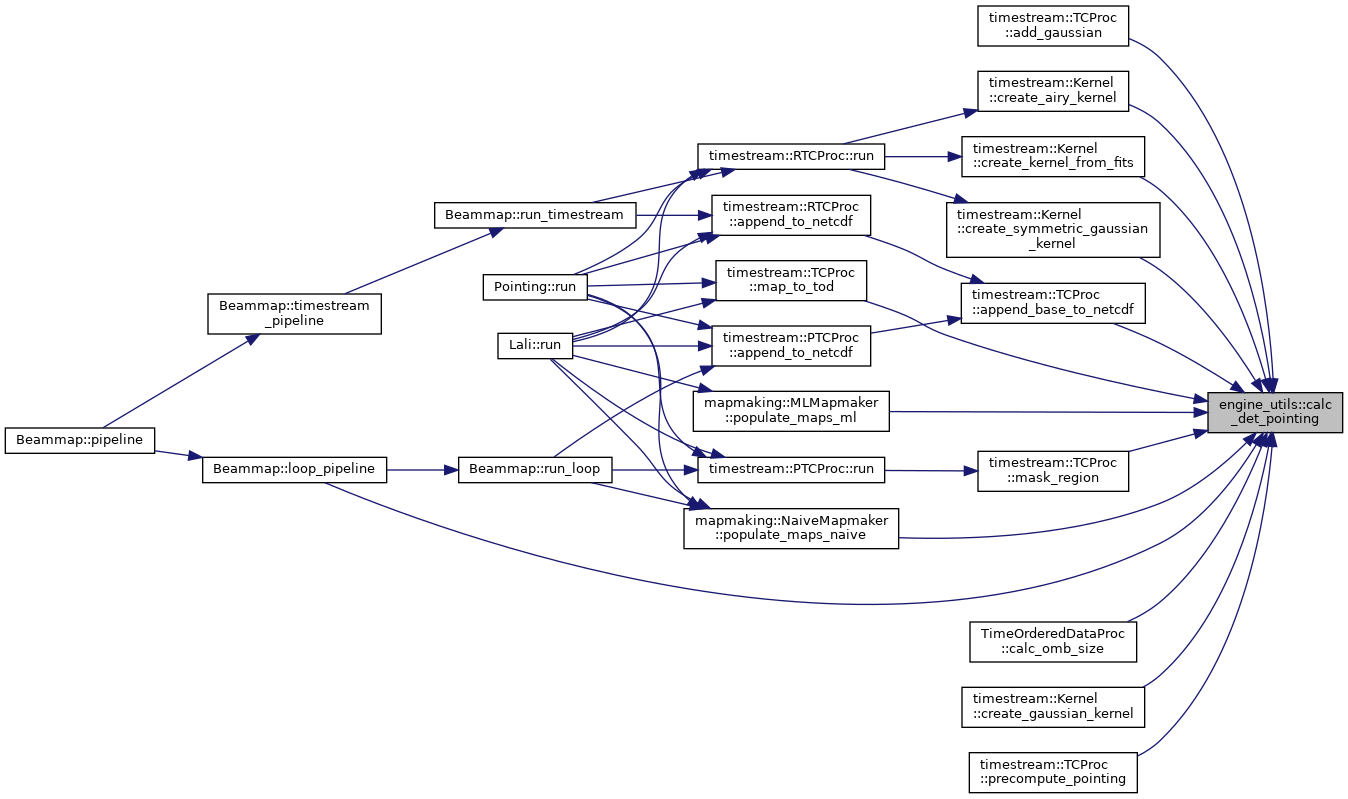 timestream::TCProc
::add_gaussian
timestream::Kernel
::create_airy_kernel
timestream::RTCProc::run
timestream::Kernel
::create_kernel_from_fits
Beammap::run_timestream
timestream::RTCProc
::append_to_netcdf
timestream::Kernel
::create_symmetric_gaussian
_kernel
Pointing::run
timestream::TCProc
::map_to_tod
timestream::TCProc
::append_base_to_netcdf
Beammap::timestream
_pipeline
Lali::run
timestream::PTCProc
::append_to_netcdf
mapmaking::MLMapmaker
::populate_maps_ml
engine_utils::calc
_det_pointing
Beammap::pipeline
Beammap::loop_pipeline
Beammap::run_loop
timestream::PTCProc::run
timestream::TCProc
::mask_region
mapmaking::NaiveMapmaker
::populate_maps_naive
TimeOrderedDataProc
::calc_omb_size
timestream::Kernel
::create_gaussian_kernel
timestream::TCProc
::precompute_pointing